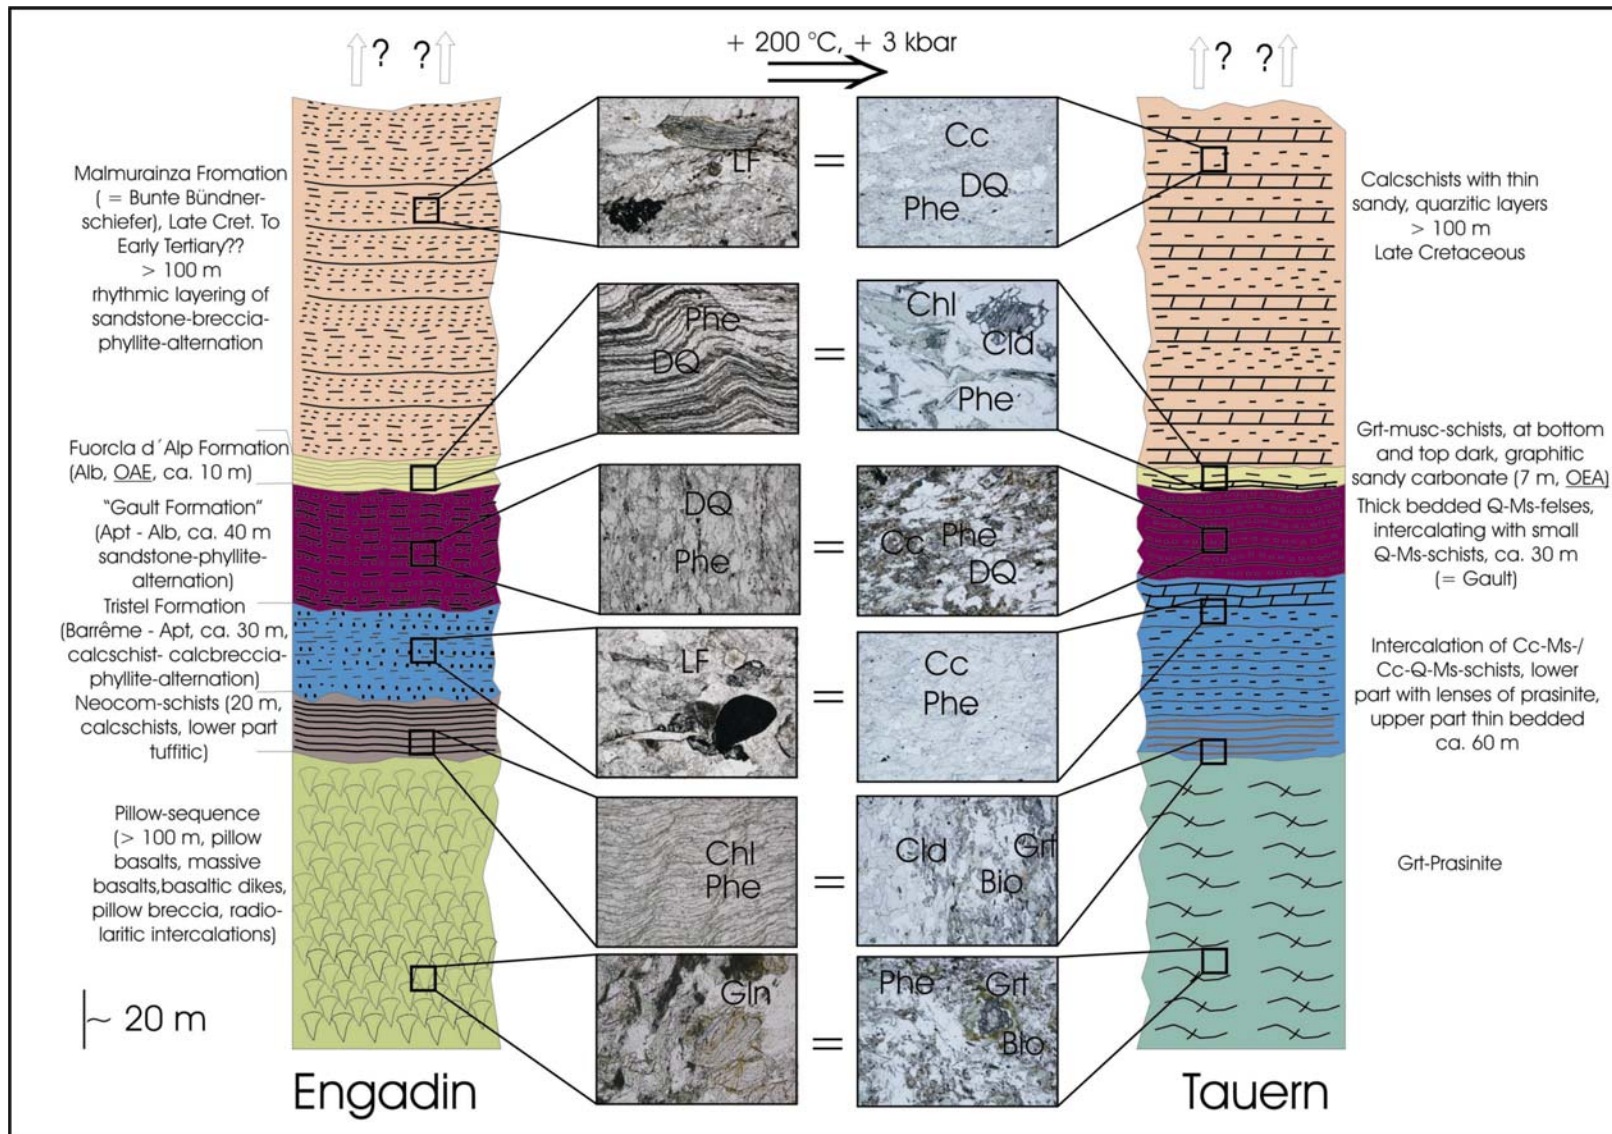 + 200 °C, + 3 kbar
? ?
? ?
Malmurainza Fromation
( = Bunte Bündner-
schiefer), Late Cret. To
Early Tertiary??
> 100 m
rhythmic layering of
sandstone-breccia-
phyllite-alternation
Fuorcla d´Alp Formation
(Alb, OAE, ca. 10 m)
"Gault Formation"
(Apt - Alb, ca. 40 m
sandstone-phyllite-
alternation)
Tristel Formation
(Barrême - Apt, ca. 30 m,
calcschist- calcbreccia-
phyllite-alternation)
Neocom-schists (20 m,
calcschists, lower part
tuffitic)
Pillow-sequence
(> 100 m, pillow
basalts, massive
basalts,basaltic dikes,
pillow breccia, radio-
laritic intercalations)
~ 20 m
Engadin
LF
=
Cc
DQ
Phe
Phe
DQ
=
Chl
Cld
Phe
DQ
Phe
=
Cc
Phe
DQ
LF
=
Cc
Phe
Chl
Phe
=
Cld
Grt
Bio
Gln
=
Phe
Grt
Bio
Calcschists with thin
sandy, quarzitic layers
> 100 m
Late Cretaceous
Grt-musc-schists, at bottom
and top dark, graphitic
sandy carbonate (7 m, OEA)
Thick bedded Q-Ms-felses,
intercalating with small
Q-Ms-schists, ca. 30 m
(= Gault)
Intercalation of Cc-Ms-/
Cc-Q-Ms-schists, lower
part with lenses of prasinite,
upper part thin bedded
ca. 60 m
Grt-Prasinite
Tauern